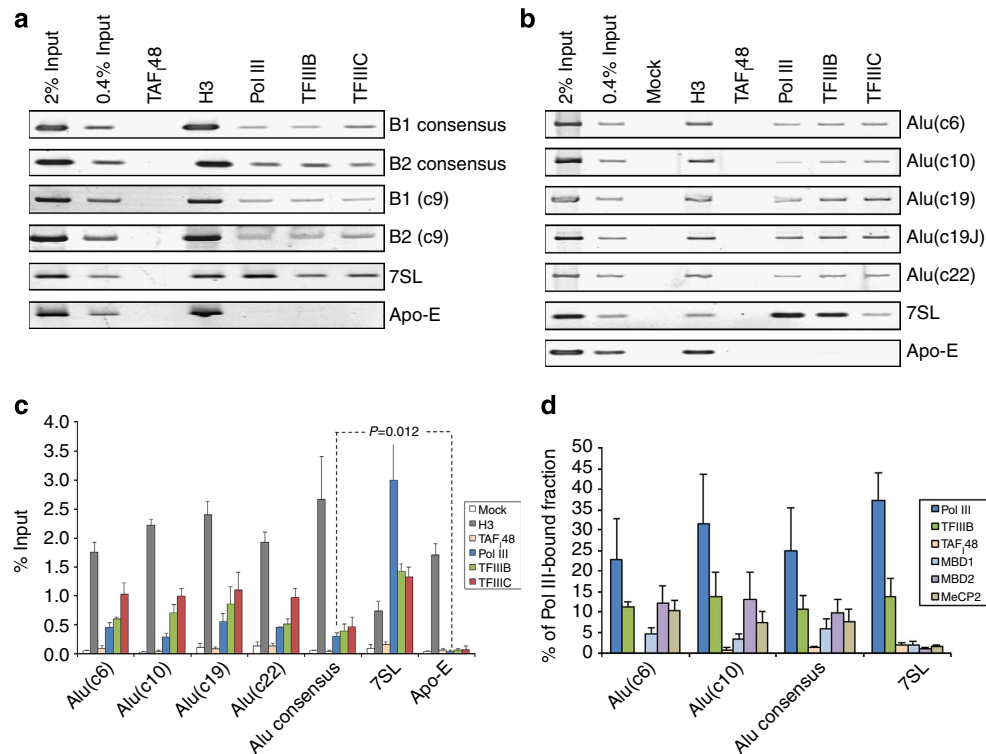 a
2% Input
0.4% Input
TAFI48
H3
Pol III
TFIIIB
TFIIIC
B1 consensus
B2 consensus
B1 (c9)
B2 (c9)
7SL
Apo-E
b
2% Input
0.4% Input
Mock
H3
TAFI48
Pol III
TFIIIB
TFIIIC
Alu(c6)
Alu(c10)
Alu(c19)
Alu(c19J)
Alu(c22)
7SL
Apo-E
c
% Input
4.0
3.5
3.0
2.5
2.0
1.5
1.0
0.5
0.0
P=0.012
Mock
H3
TAFI48
Pol III
TFIIIB
TFIIIC
Alu(c6)
Alu(c10)
Alu(c19)
Alu(c22)
Alu consensus
7SL
Apo-E
d
% of Pol III-bound fraction
50
45
40
35
30
25
20
15
10
5
0
Pol III
TFIIIB
TAFI48
MBD1
MBD2
MeCP2
Alu(c6)
Alu(c10)
Alu consensus
7SL